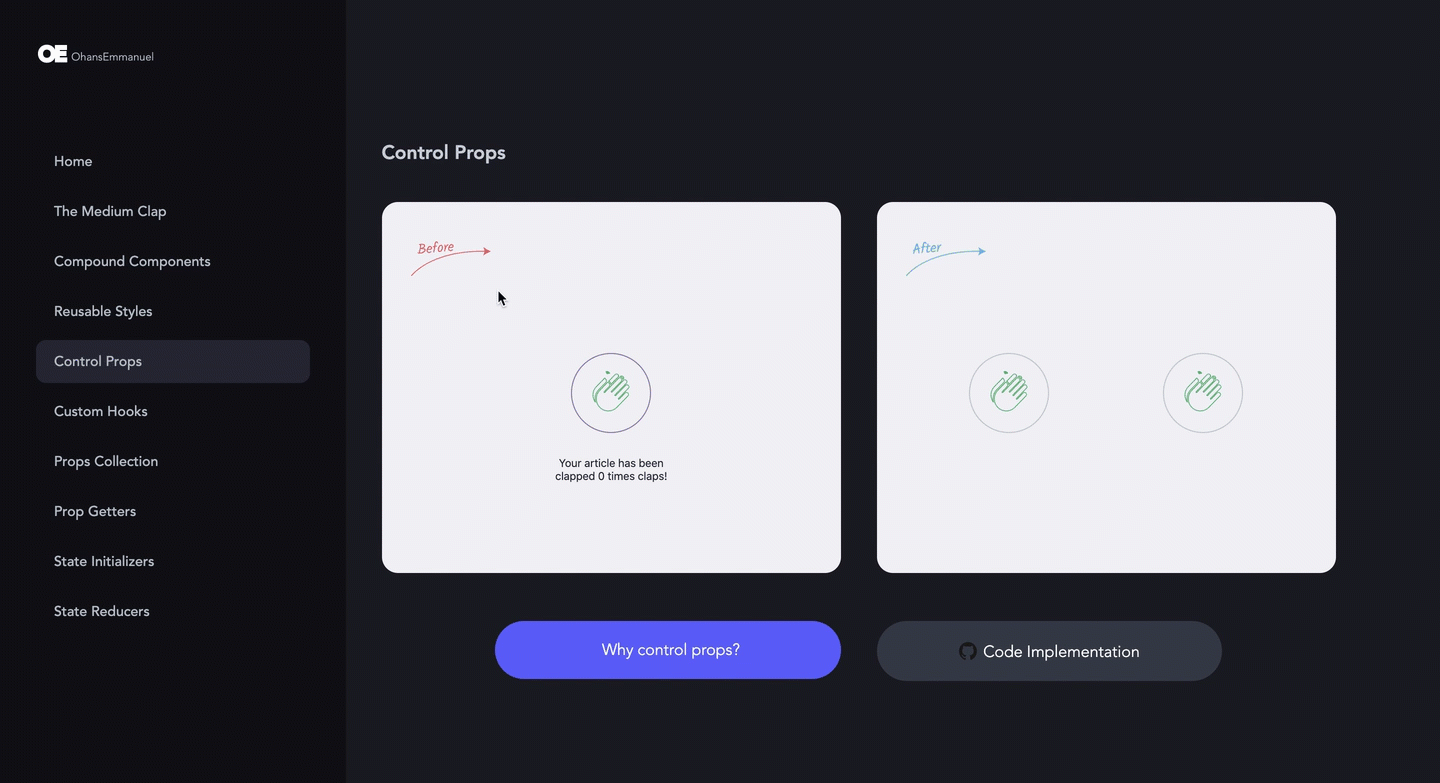 OE OhansEmmanuel
Home
The Medium Clap
Compound Components
Reusable Styles
Control Props
Custom Hooks
Props Collection
Prop Getters
State Initializers
State Reducers
Control Props
Before
Your article has been
clapped 0 times claps!
After
Why control props?
Code Implementation